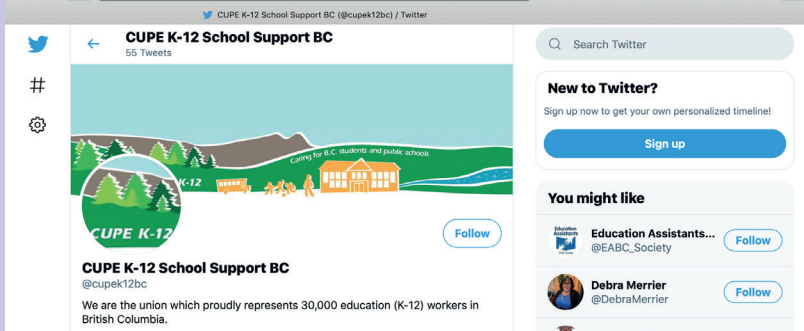 CUPE K-12 School Support BC (@cupek12bc) / Twitter
CUPE K-12 School Support BC
55 Tweets
Search Twitter
New to Twitter?
Sign up now to get your own personalized timeline!
Sign up
Caring for B.C. students and public schools
K-12
CUPE K-12
Follow
CUPE K-12 School Support BC
@cupek12bc
We are the union which proudly represents 30,000 education (K-12) workers in
British Columbia.
You might like
Education
Assistants
Education Assistants...
@EABC_Society
Follow
Debra Merrier
@DebraMerrier
Follow